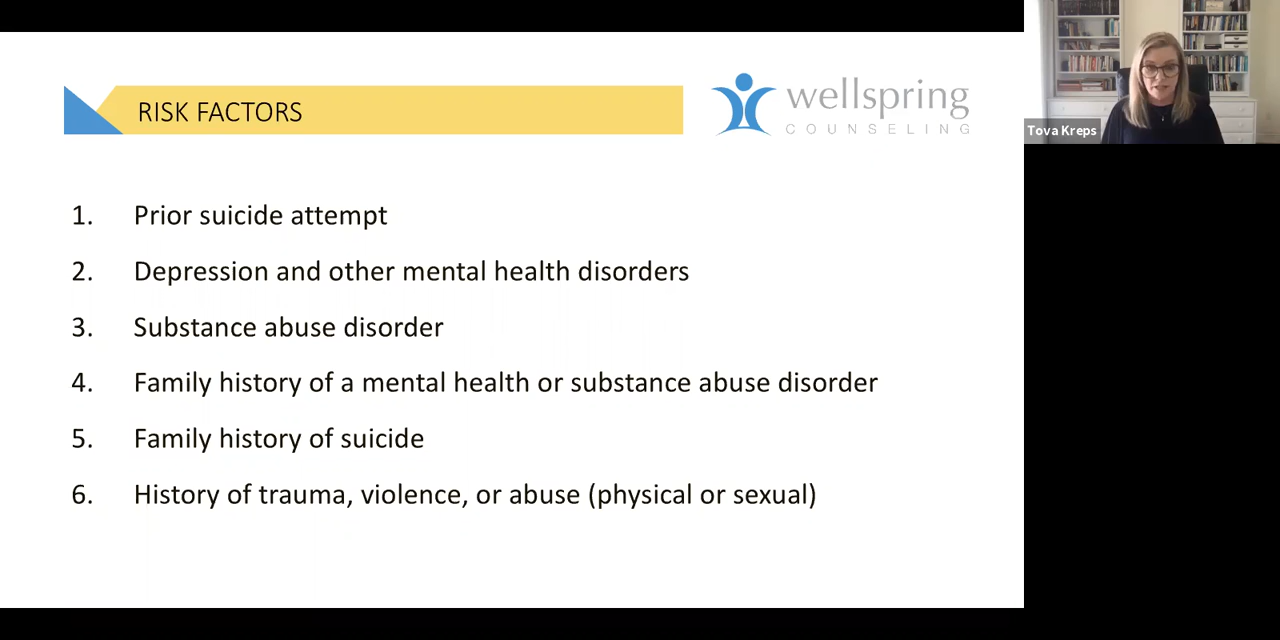 RISK FACTORS
wellspring
COUNSELING
1. Prior suicide attempt
2. Depression and other mental health disorders
3. Substance abuse disorder
4. Family history of a mental health or substance abuse disorder
5. Family history of suicide
6. History of trauma, violence, or abuse (physical or sexual)
Tova Kreps